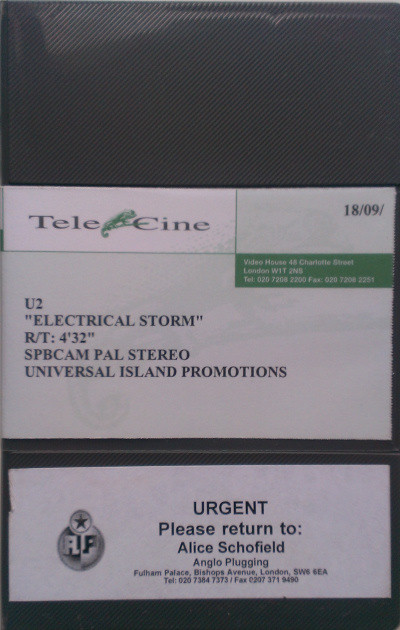 18/09/
Tele Cine
Video House 48 Charlotte Street
London W1T 2NS
Tel: 020 7208 2200 Fax: 020 7208 2251
U2
"ELECTRICAL STORM"
R/T: 4'32"
SPBCAM PAL STEREO
UNIVERSAL ISLAND PROMOTIONS
URGENT
Please return to:
Alice Schofield
Anglo Plugging
Fulham Palace, Bishops Avenue, London, SW6 6EA
Tel: 020 7384 7373 / Fax 0207 371 9490